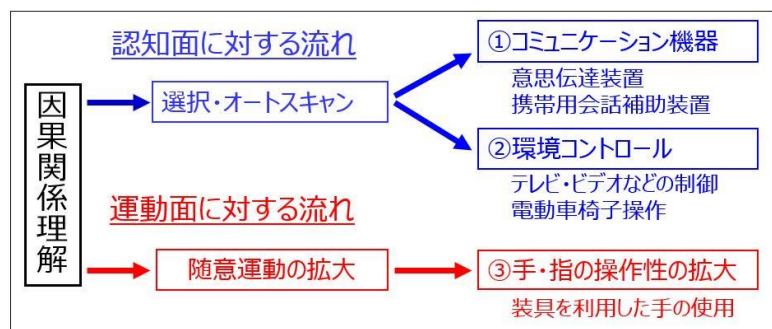 因果関係理解
認知面に対する流れ
選択・オートスキャン
①コミュニケーション機器
意思伝達装置
携帯用会話補助装置
②環境コントロール
テレビ・ビデオなどの制御
電動車椅子操作
運動面に対する流れ
随意運動の拡大
③手・指の操作性の拡大
装具を利用した手の使用